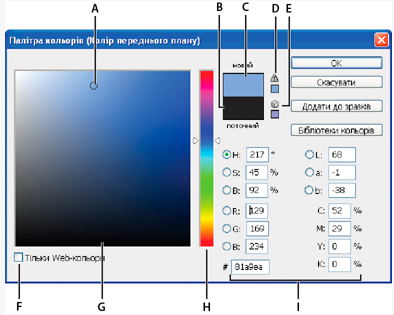 A B C D E
Палітра кольорів (Колір переднього плану)
новий
поточний
OK
Скасувати
Додати до зразків
Бібліотеки кольорів
H: 217 °
S: 45 %
B: 92 %
R: 129
G: 169
B: 234
# 81a9ea
L: 68
a: -1
b: -38
C: 52 %
M: 29 %
Y: 0 %
K: 0 %
Тільки Web-кольори
F G H I